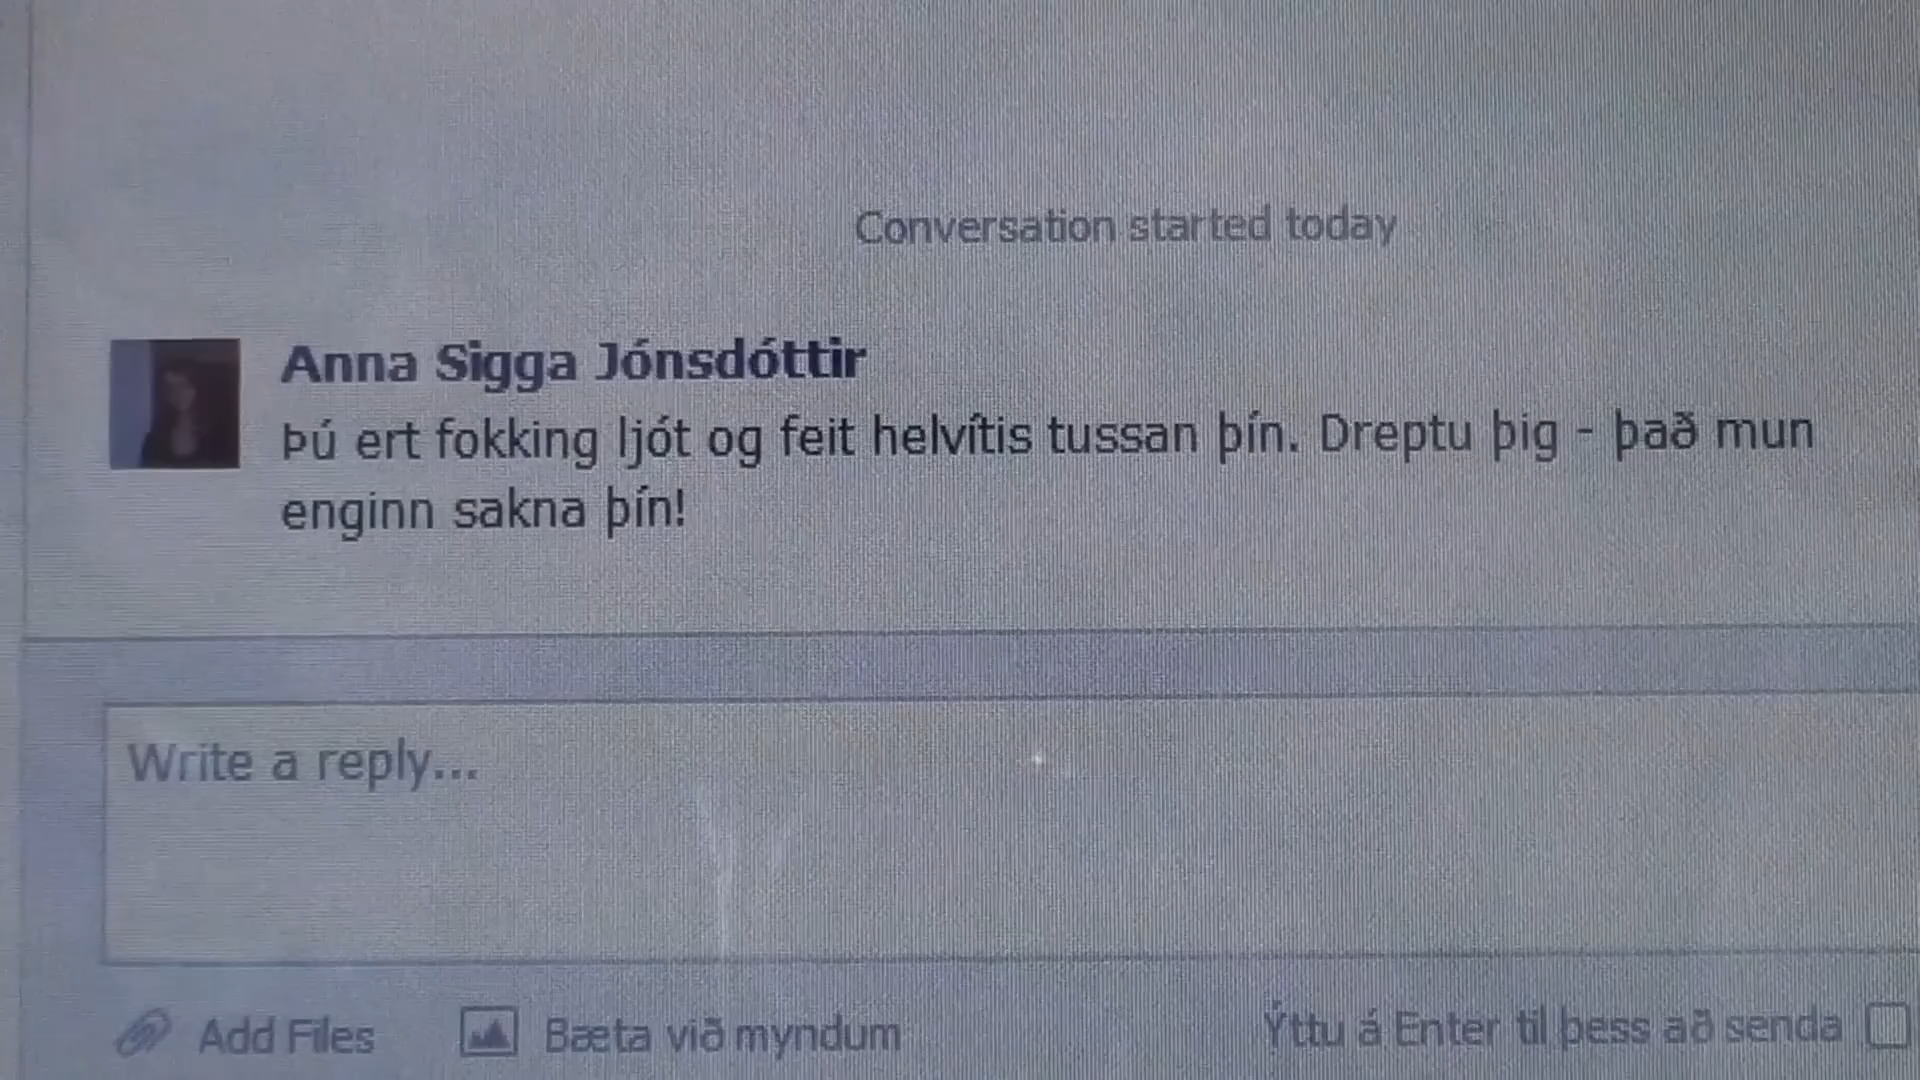 Conversation started today
Anna Sigga Jónsdóttir
Þú ert fokking ljót og feit helvítis tussan þín. Dreptu þig - það mun
enginn sakna þín!
Write a reply...
Add Files
Bæta við myndum
Ýttu á Enter til þess að senda